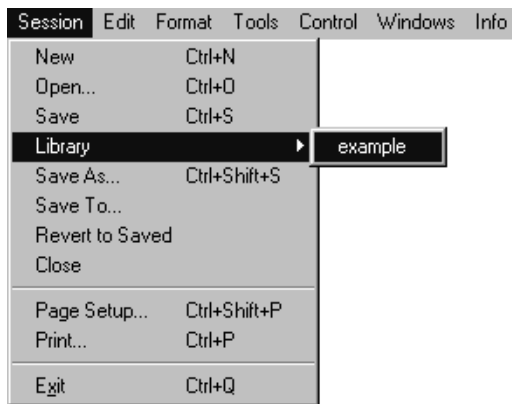 Session Edit Format Tools Control Windows Info
New Ctrl+N
Open... Ctrl+O
Save Ctrl+S
Library example
Save As... Ctrl+Shift+S
Save To...
Revert to Saved
Close
Page Setup... Ctrl+Shift+P
Print... Ctrl+P
Exit Ctrl+Q